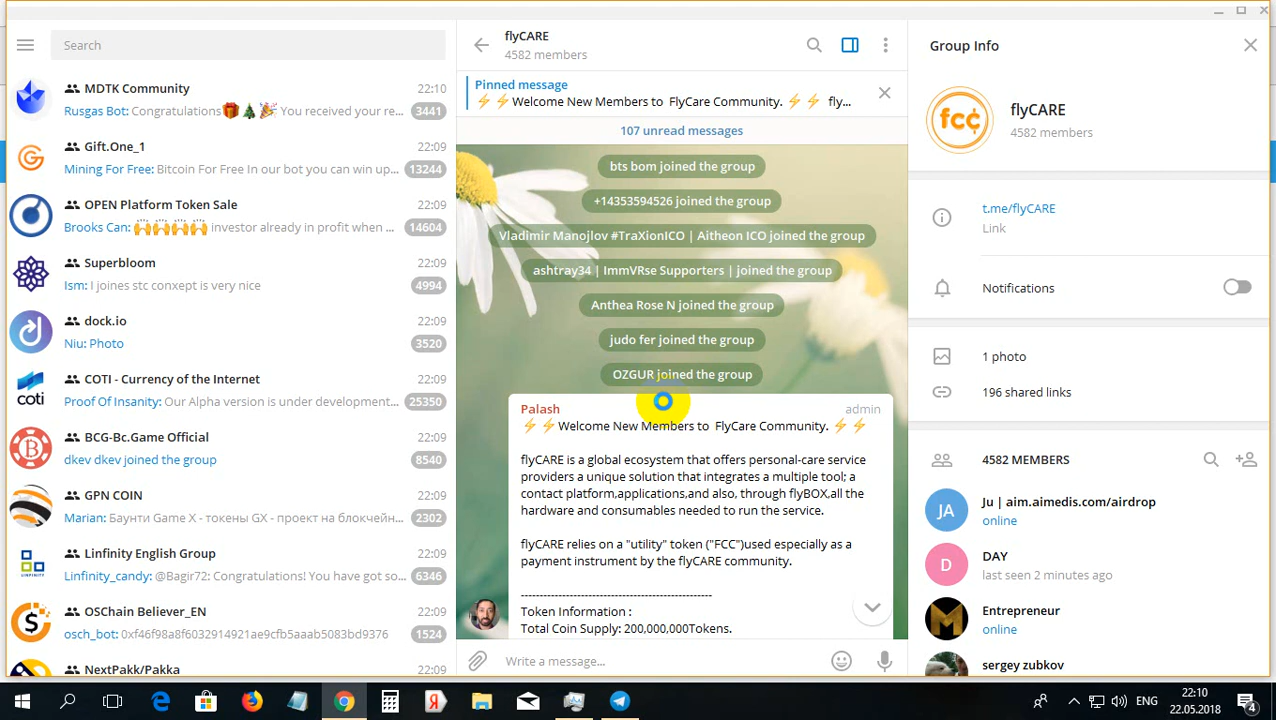 Search
MDTK Community 22:10
Rusgas Bot: Congratulations🎁🎄🎉 You received your re... 3441
Gift.One_1 22:09
Mining For Free: Bitcoin For Free In our bot you can win up... 13244
OPEN Platform Token Sale 22:09
Brooks Can: 🙌🙌🙌🙌 investor already in profit when ... 14604
Superbloom 22:09
Ism: I joines stc conxept is very nice 4994
dock.io 22:09
Niu: Photo 3520
coti
COTI - Currency of the Internet 22:09
Proof Of Insanity: Our Alpha version is under development... 25350
BCG-Bc.Game Official 22:09
dkev dkev joined the group 8540
GPN COIN 22:09
Marian: Баунти Game X - токены GX - проект на блокчейн... 2302
LINFINITY
Linfinity English Group 22:09
Linfinity_candy: @Bagir72: Congratulations! You have got so... 6346
OSChain Believer_EN 22:09
osch_bot: 0xf46f98a8f6032914921ae9cfb5aaab5083bd9376 1524
NextPakk/Pakka 22:09
flyCARE
4582 members
Pinned message
⚡⚡Welcome New Members to FlyCare Community. ⚡⚡ fly...
107 unread messages
bts bom joined the group
+14353594526 joined the group
Vladimir Manojlov #TraXionICO | Aitheon ICO joined the group
ashtray34 | ImmVRse Supporters | joined the group
Anthea Rose N joined the group
judo fer joined the group
OZGUR joined the group
Palash admin
⚡⚡Welcome New Members to FlyCare Community. ⚡⚡
flyCARE is a global ecosystem that offers personal-care service
providers a unique solution that integrates a multiple tool; a
contact platform,applications,and also, through flyBOX,all the
hardware and consumables needed to run the service.
flyCARE relies on a "utility" token ("FCC")used especially as a
payment instrument by the flyCARE community.
------------------------------------------------
Token Information :
Total Coin Supply: 200,000,000Tokens.
Write a message...
Group Info
fc¢
flyCARE
4582 members
t.me/flyCARE
Link
Notifications
1 photo
196 shared links
4582 MEMBERS
JA
Ju | aim.aimedis.com/airdrop
online
D
DAY
last seen 2 minutes ago
Entrepreneur
online
sergey zubkov
ENG
22:10
22.05.2018
4